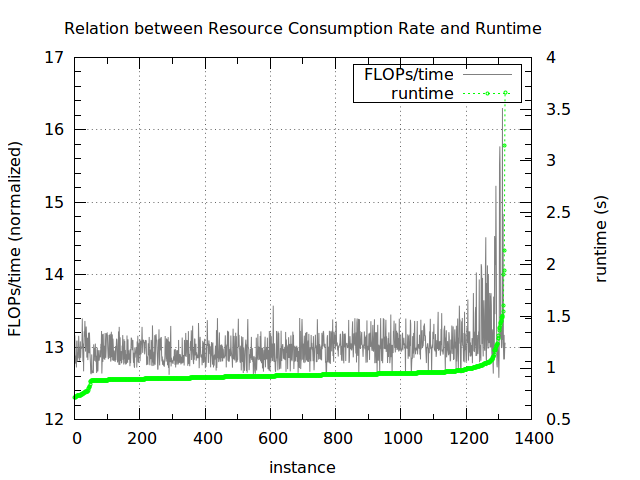 Relation between Resource Consumption Rate and Runtime
FLOPs/time
runtime
17
16
15
14
13
12
4
3.5
3
2.5
2
1.5
1
0.5
0 200 400 600 800 1000 1200 1400
FLOPs/time (normalized)
runtime (s)
instance